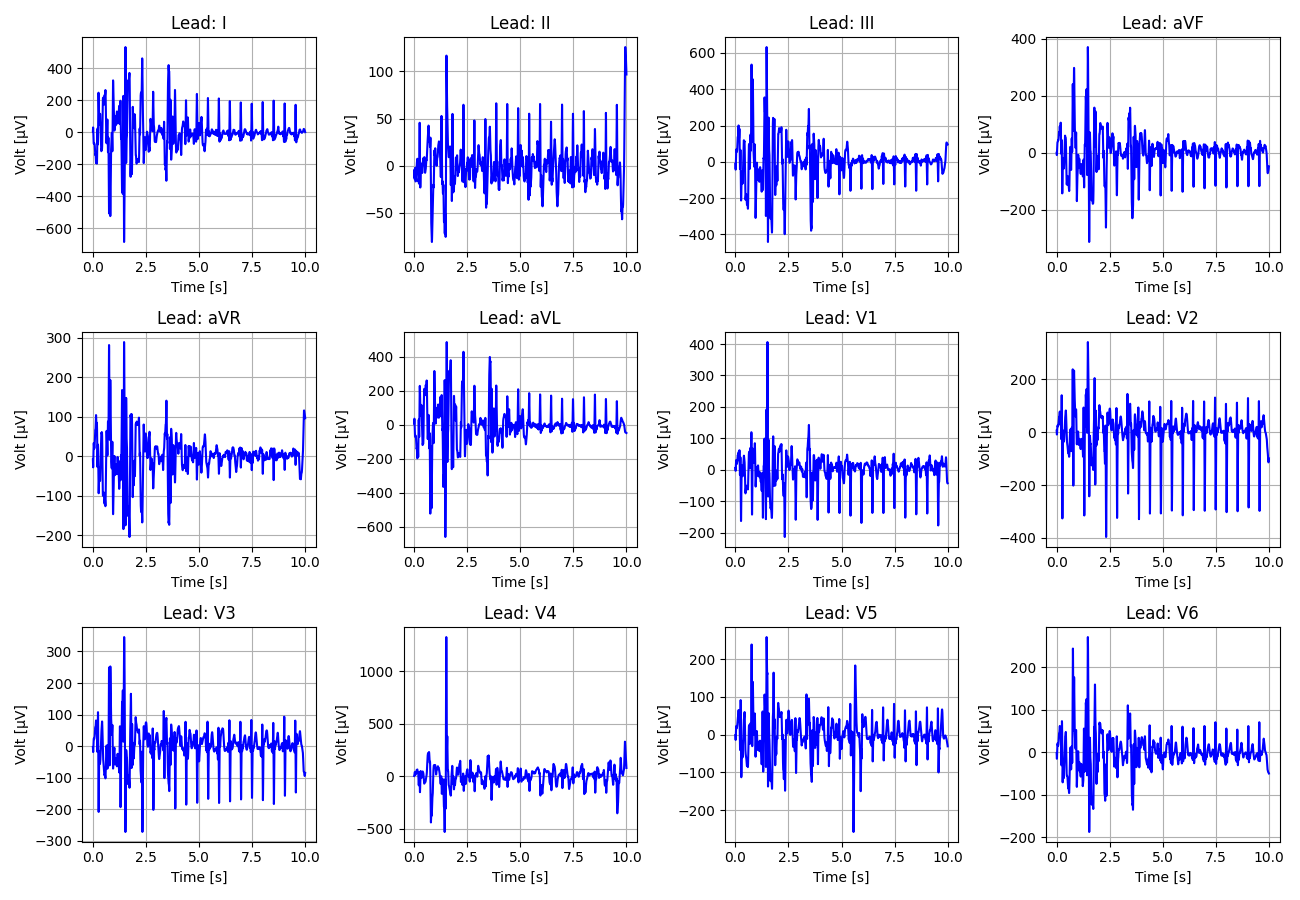 Lead: I
Lead: II
Lead: III
Lead: aVF
Volt [µV]
400
200
0
−200
−400
−600
Volt [µV]
100
50
0
−50
Volt [µV]
600
400
200
0
−200
−400
Volt [µV]
400
200
0
−200
0.0 2.5 5.0 7.5 10.0
0.0 2.5 5.0 7.5 10.0
0.0 2.5 5.0 7.5 10.0
0.0 2.5 5.0 7.5 10.0
Time [s]
Time [s]
Time [s]
Time [s]
Lead: aVR
Lead: aVL
Lead: V1
Lead: V2
Volt [µV]
300
200
100
0
−100
−200
Volt [µV]
400
200
0
−200
−400
−600
Volt [µV]
400
300
200
100
0
−100
−200
Volt [µV]
200
0
−200
−400
0.0 2.5 5.0 7.5 10.0
0.0 2.5 5.0 7.5 10.0
0.0 2.5 5.0 7.5 10.0
0.0 2.5 5.0 7.5 10.0
Time [s]
Time [s]
Time [s]
Time [s]
Lead: V3
Lead: V4
Lead: V5
Lead: V6
Volt [µV]
300
200
100
0
−100
−200
−300
Volt [µV]
1000
500
0
−500
Volt [µV]
200
100
0
−100
−200
Volt [µV]
200
100
0
−100
−200
0.0 2.5 5.0 7.5 10.0
0.0 2.5 5.0 7.5 10.0
0.0 2.5 5.0 7.5 10.0
0.0 2.5 5.0 7.5 10.0
Time [s]
Time [s]
Time [s]
Time [s]